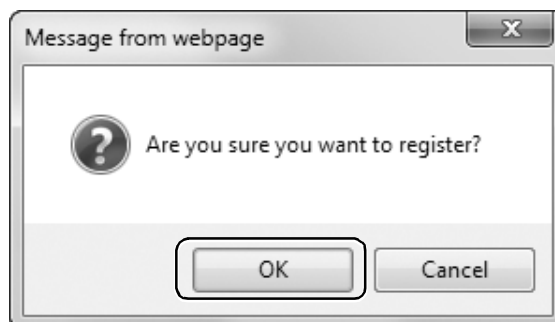 Message from webpage
X
Are you sure you want to register?
OK
Cancel